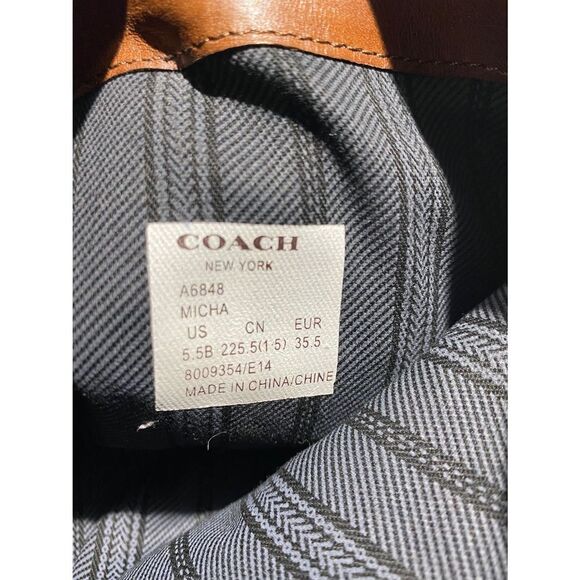 COACH
NEW YORK
A6848
MICHA
US CN EUR
5.5B 225.5(1·5) 35.5
8009354/E14
MADE IN CHINA/CHINE